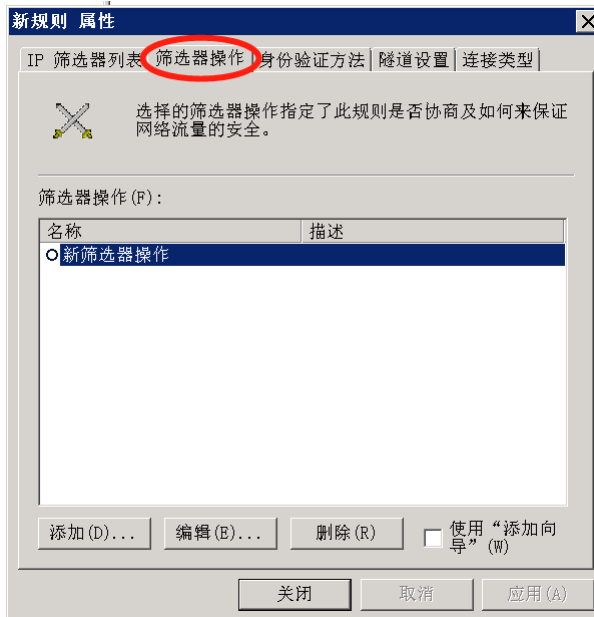 新规则 属性
IP 筛选器列表 筛选器操作 身份验证方法 隧道设置 连接类型
选择的筛选器操作指定了此规则是否协商及如何来保证
网络流量的安全。
筛选器操作(F):
名称 描述
新筛选器操作
添加(D)... 编辑(E)... 删除(R) 使用“添加向
导”(W)
关闭 取消 应用(A)